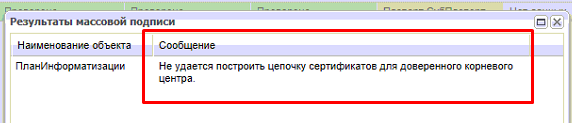 Результаты массовой подписи
Наименование объекта Сообщение
ПланИнформатизации Не удается построить цепочку сертификатов для доверенного корневого
центра.